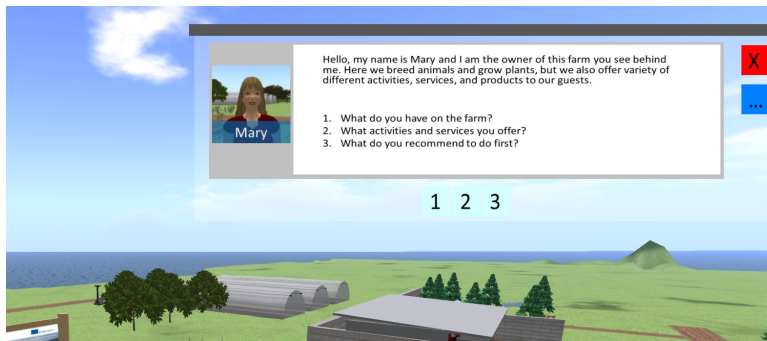 Hello, my name is Mary and I am the owner of this farm you see behind
me. Here we breed animals and grow plants, but we also offer variety of
different activities, services, and products to our guests.
1. What do you have on the farm?
2. What activities and services you offer?
3. What do you recommend to do first?
Mary
X
...
1 2 3